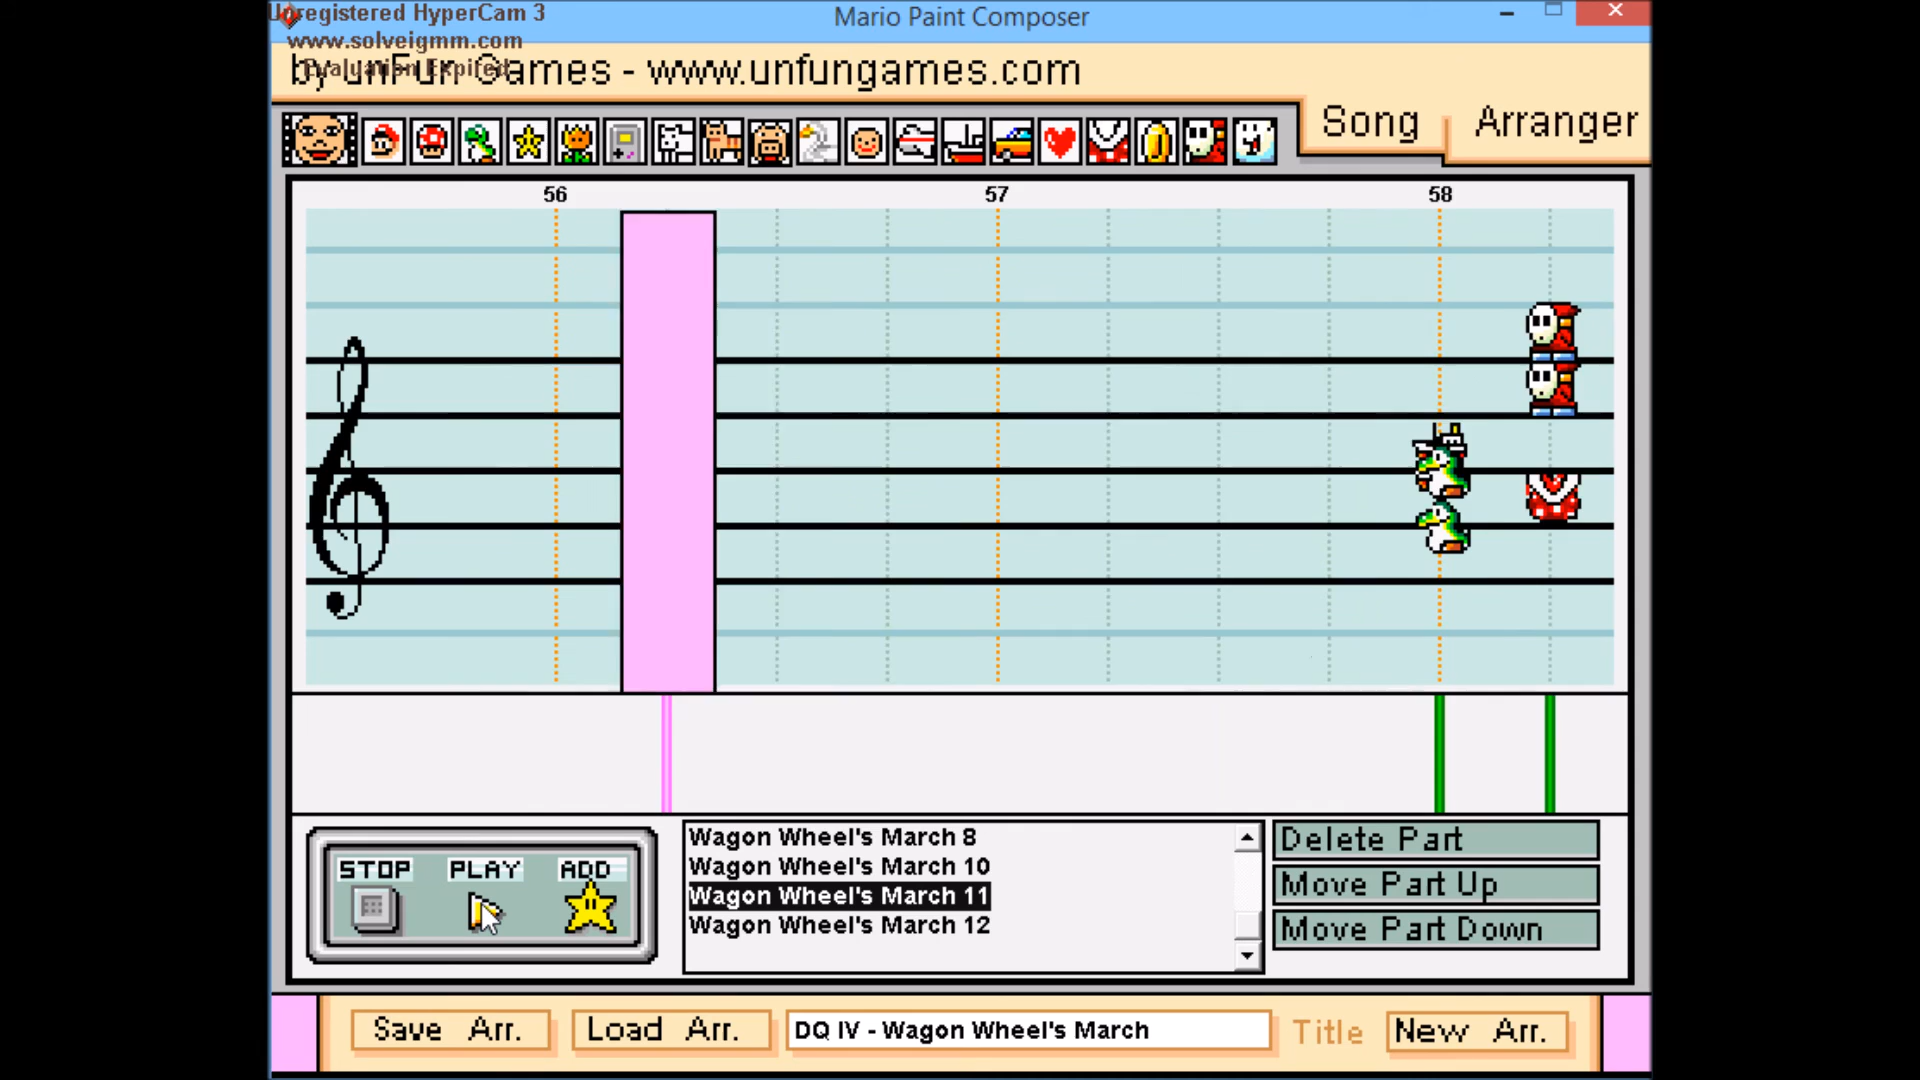 Unregistered HyperCam 3
www.solveigmm.com
Evaluation Expired
Mario Paint Composer
by unFun Games - www.unfungames.com
Song
Arranger
56
57
58
STOP
PLAY
ADD
Wagon Wheel's March 8
Wagon Wheel's March 10
Wagon Wheel's March 11
Wagon Wheel's March 12
Delete Part
Move Part Up
Move Part Down
Save Arr.
Load Arr.
DQ IV - Wagon Wheel's March
Title
New Arr.